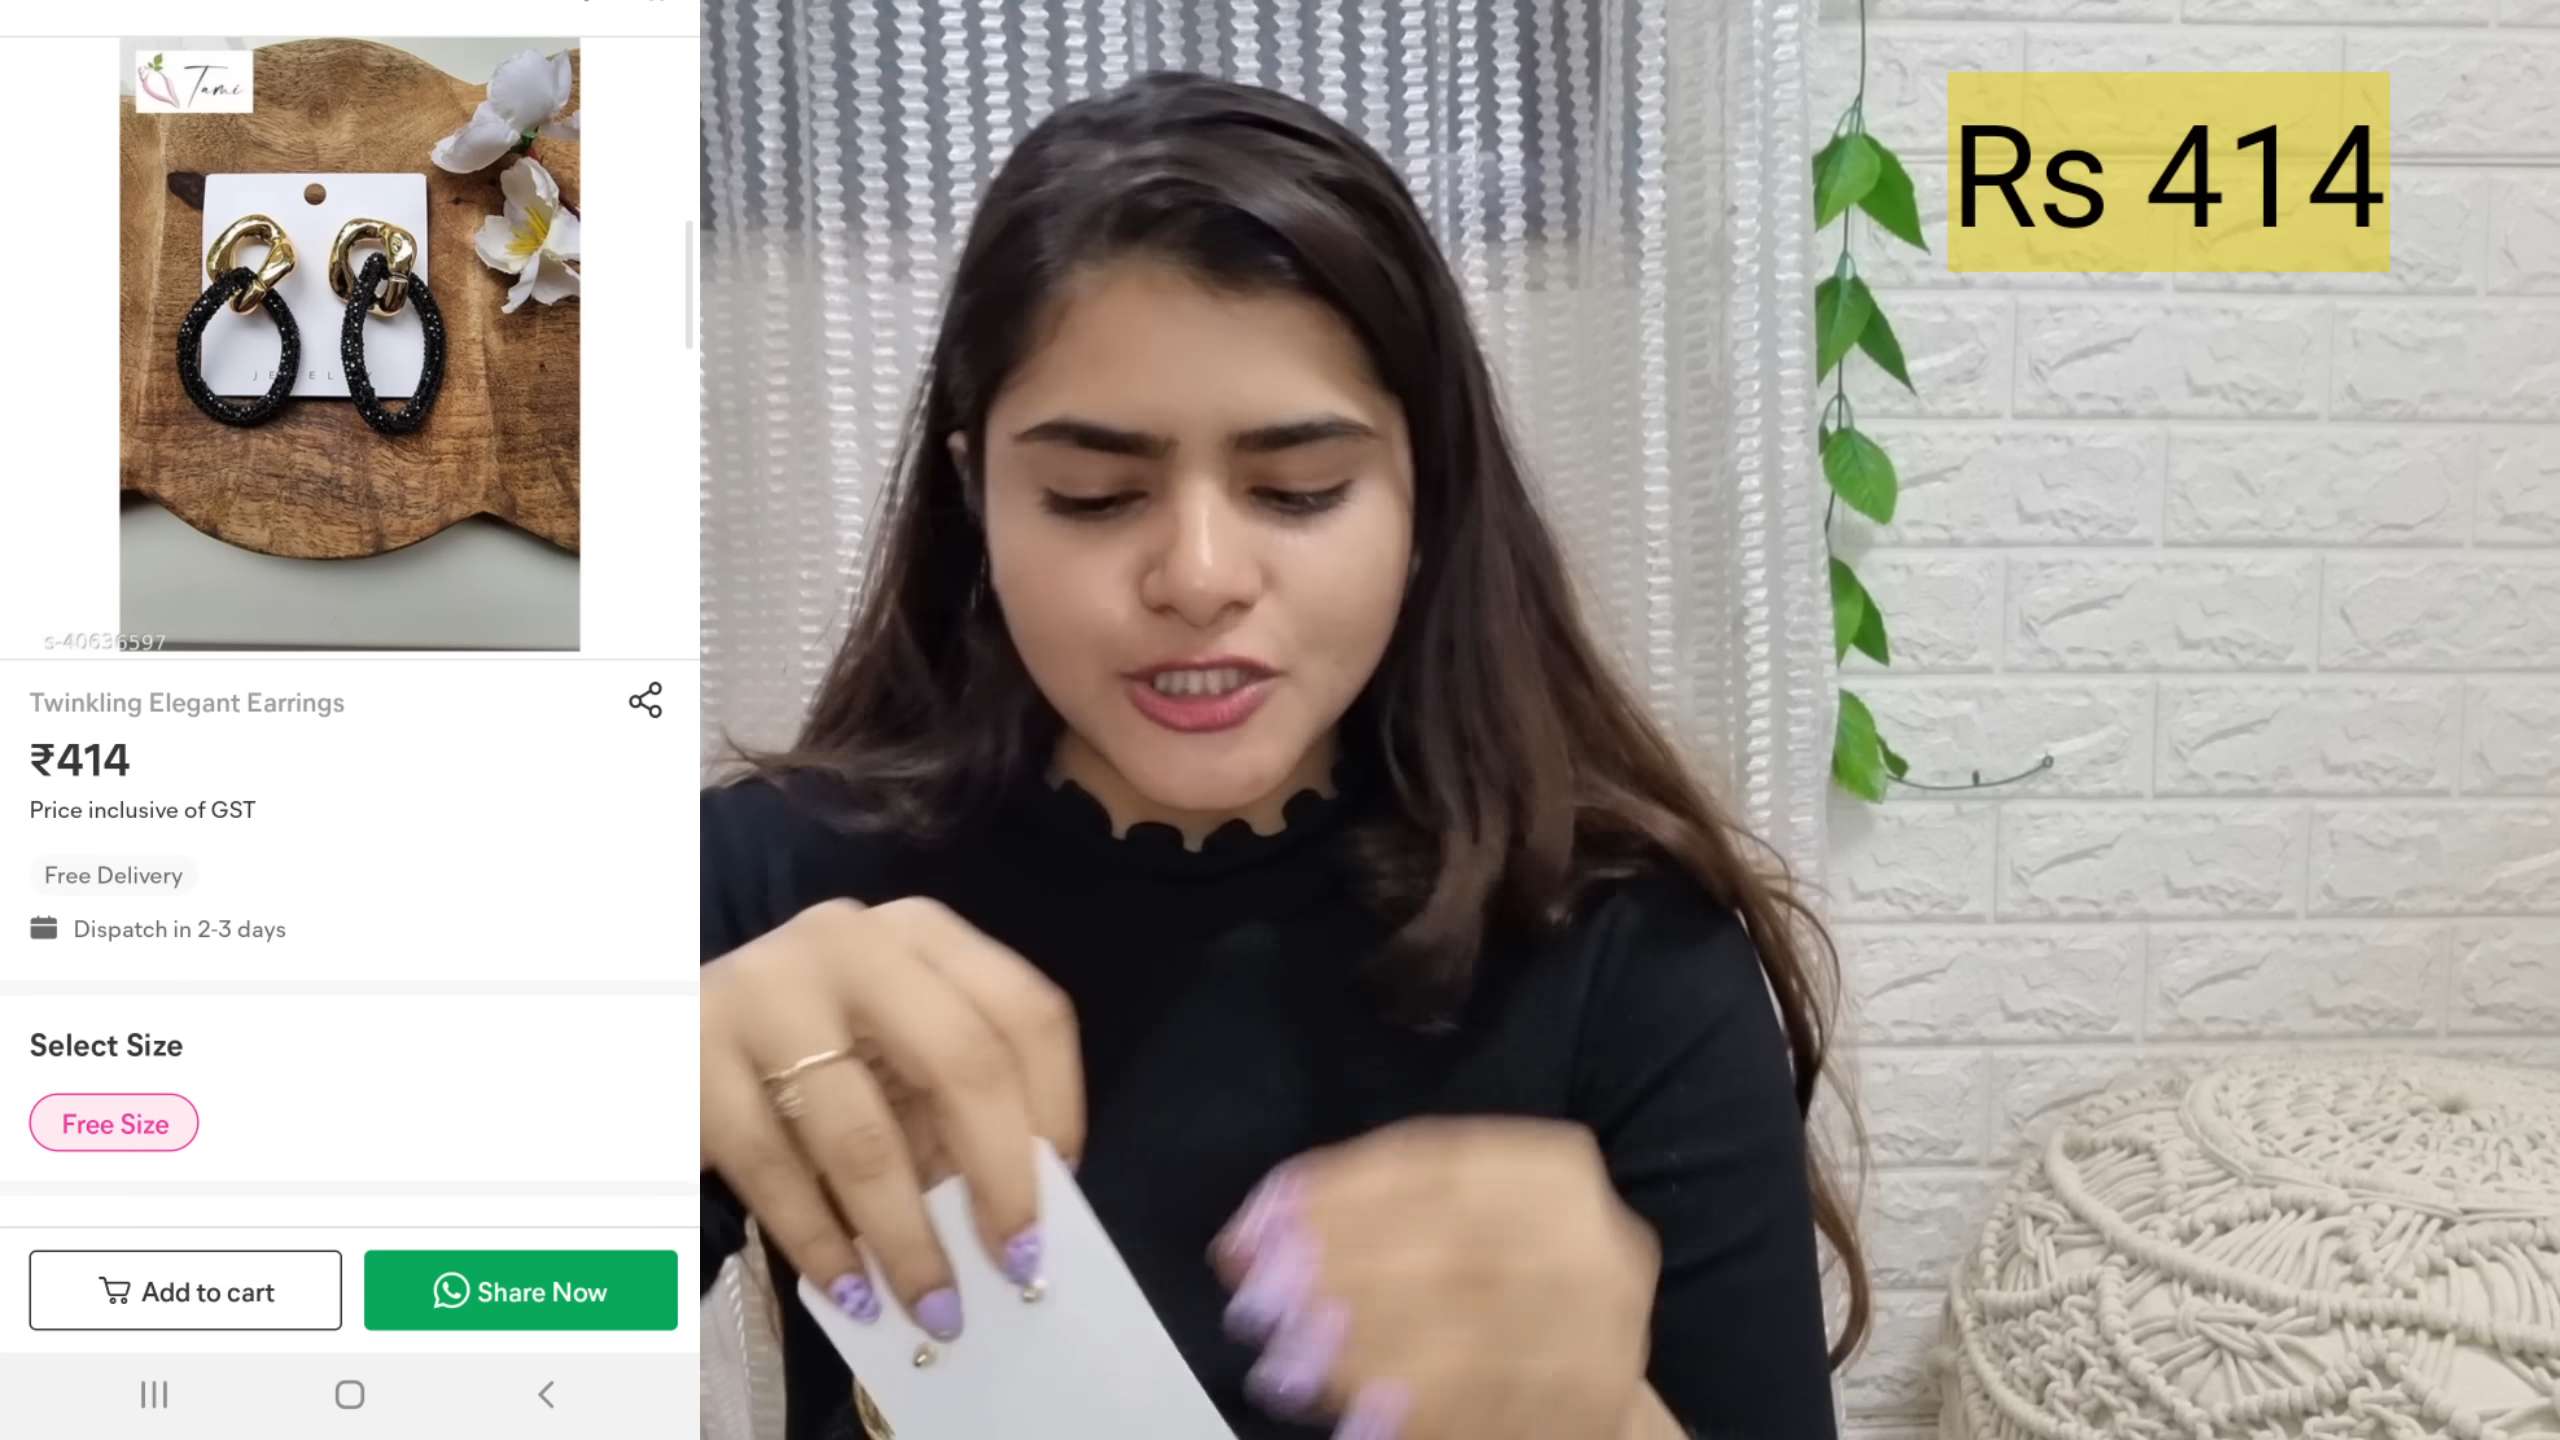 Tami
JEWELRY
s-40636597
Twinkling Elegant Earrings
₹414
Price inclusive of GST
Free Delivery
Dispatch in 2-3 days
Select Size
Free Size
Add to cart
Share Now
Rs 414